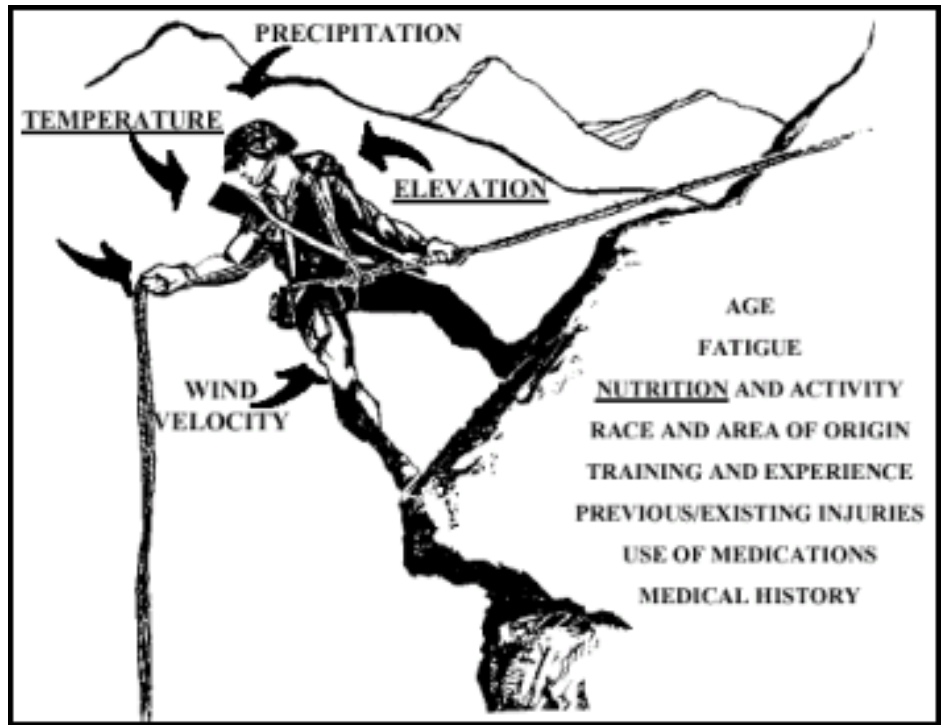 PRECIPITATION
TEMPERATURE
ELEVATION
WIND
VELOCITY
AGE
FATIGUE
NUTRITION AND ACTIVITY
RACE AND AREA OF ORIGIN
TRAINING AND EXPERIENCE
PREVIOUS/EXISTING INJURIES
USE OF MEDICATIONS
MEDICAL HISTORY